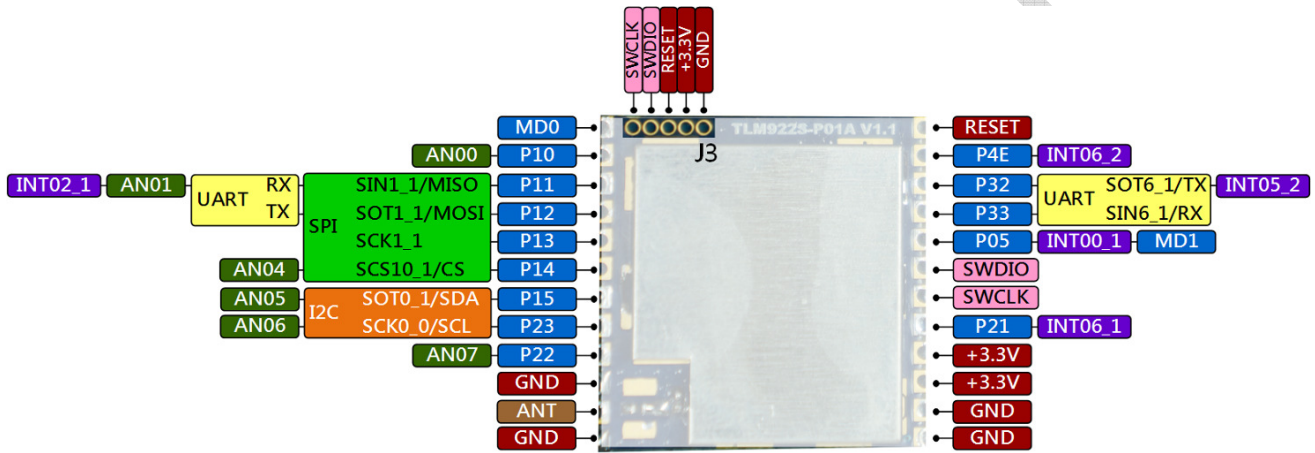 SWCLK
SWDIO
RESET
+3.3V
GND
TLM922S-P01A V1.1
J3
MD0
RESET
AN00 P10
P4E INT06_2
INT02_1 AN01 UART RX SIN1_1/MISO P11
P32 UART SOT6_1/TX INT05_2
TX SPI SOT1_1/MOSI P12
P33 SIN6_1/RX
SCK1_1 P13
P05 INT00_1 MD1
AN04 SCS10_1/CS P14
SWDIO
AN05 I2C SOT0_1/SDA P15
SWCLK
AN06 SCK0_0/SCL P23
P21 INT06_1
AN07 P22
+3.3V
GND
+3.3V
ANT
GND
GND
GND